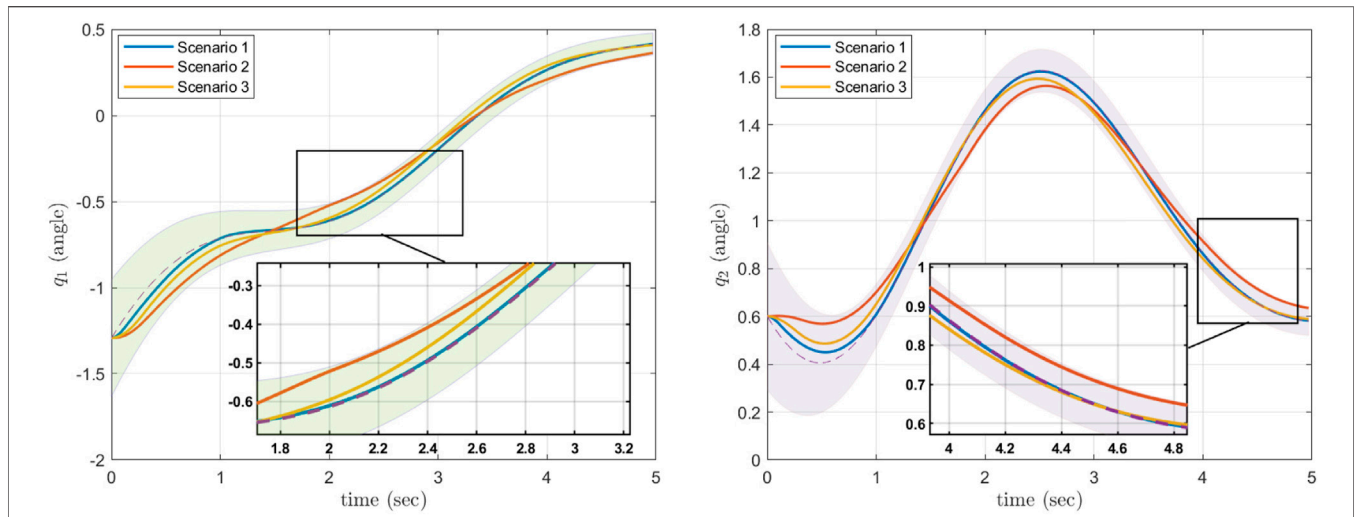 0.5
0
-0.5
-1
-1.5
-2
q1 (angle)
Scenario 1
Scenario 2
Scenario 3
-0.3
-0.4
-0.5
-0.6
1.8 2 2.2 2.4 2.6 2.8 3 3.2
0 1 2 3 4 5
time (sec)
1.8
1.6
1.4
1.2
1
0.8
0.6
0.4
0.2
0
q2 (angle)
Scenario 1
Scenario 2
Scenario 3
1
0.9
0.8
0.7
0.6
4 4.2 4.4 4.6 4.8
0 1 2 3 4 5
time (sec)